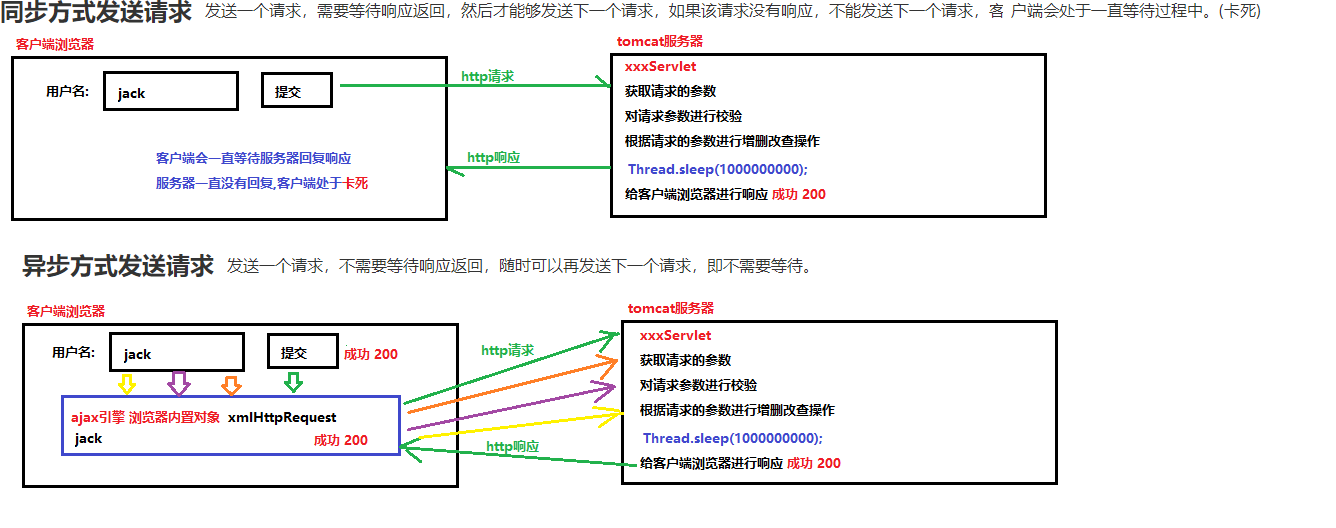 同步方式发送请求 发送一个请求，需要等待响应返回，然后才能够发送下一个请求，如果该请求没有响应，不能发送下一个请求，客 户端会处于一直等待过程中。(卡死)
客户端浏览器
tomcat服务器
用户名:
jack
提交
http请求
xxxServlet
获取请求的参数
对请求参数进行校验
根据请求的参数进行增删改查操作
Thread.sleep(1000000000);
给客户端浏览器进行响应 成功 200
http响应
客户端会一直等待服务器回复响应
服务器一直没有回复,客户端处于卡死
异步方式发送请求 发送一个请求，不需要等待响应返回，随时可以再发送下一个请求，即不需要等待。
客户端浏览器
tomcat服务器
用户名:
jack
提交
成功 200
http请求
ajax引擎 浏览器内置对象 xmlHttpRequest
jack
成功 200
http响应
xxxServlet
获取请求的参数
对请求参数进行校验
根据请求的参数进行增删改查操作
Thread.sleep(1000000000);
给客户端浏览器进行响应 成功 200